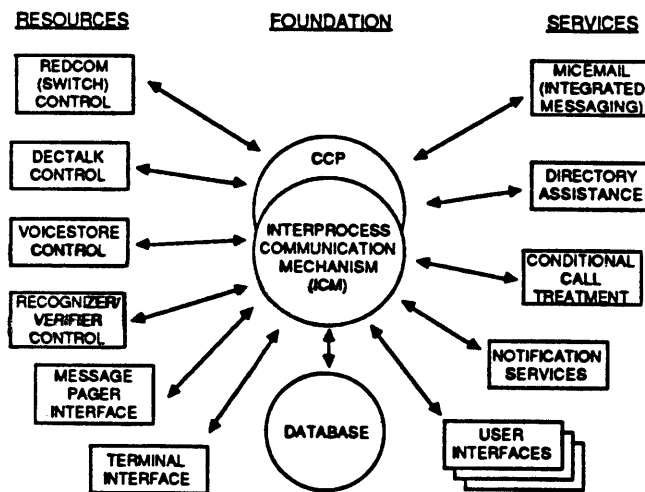 RESOURCES
FOUNDATION
SERVICES
REDCOM
(SWITCH)
CONTROL
DECTALK
CONTROL
VOICESTORE
CONTROL
RECOGNIZER/
VERIFIER
CONTROL
MESSAGE
PAGER
INTERFACE
TERMINAL
INTERFACE
CCP
INTERPROCESS
COMMUNICATION
MECHANISM
(ICM)
DATABASE
MICEMAIL
(INTEGRATED
MESSAGING)
DIRECTORY
ASSISTANCE
CONDITIONAL
CALL
TREATMENT
NOTIFICATION
SERVICES
USER
INTERFACES